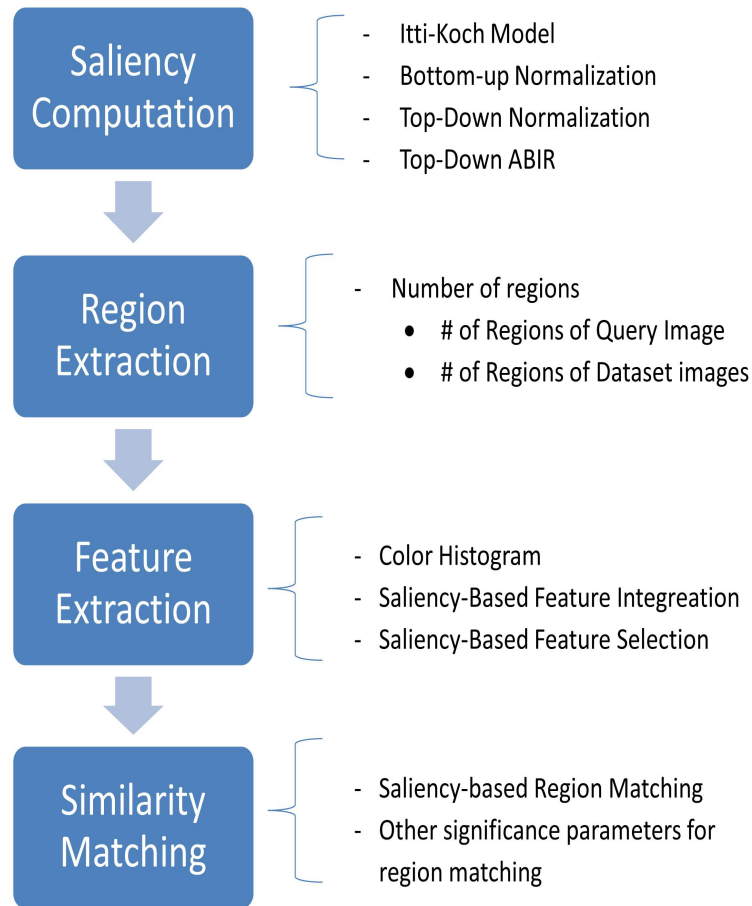 Saliency
Computation
- Itti-Koch Model
- Bottom-up Normalization
- Top-Down Normalization
- Top-Down ABIR
Region
Extraction
- Number of regions
• # of Regions of Query Image
• # of Regions of Dataset images
Feature
Extraction
- Color Histogram
- Saliency-Based Feature Integreation
- Saliency-Based Feature Selection
Similarity
Matching
- Saliency-based Region Matching
- Other significance parameters for
region matching